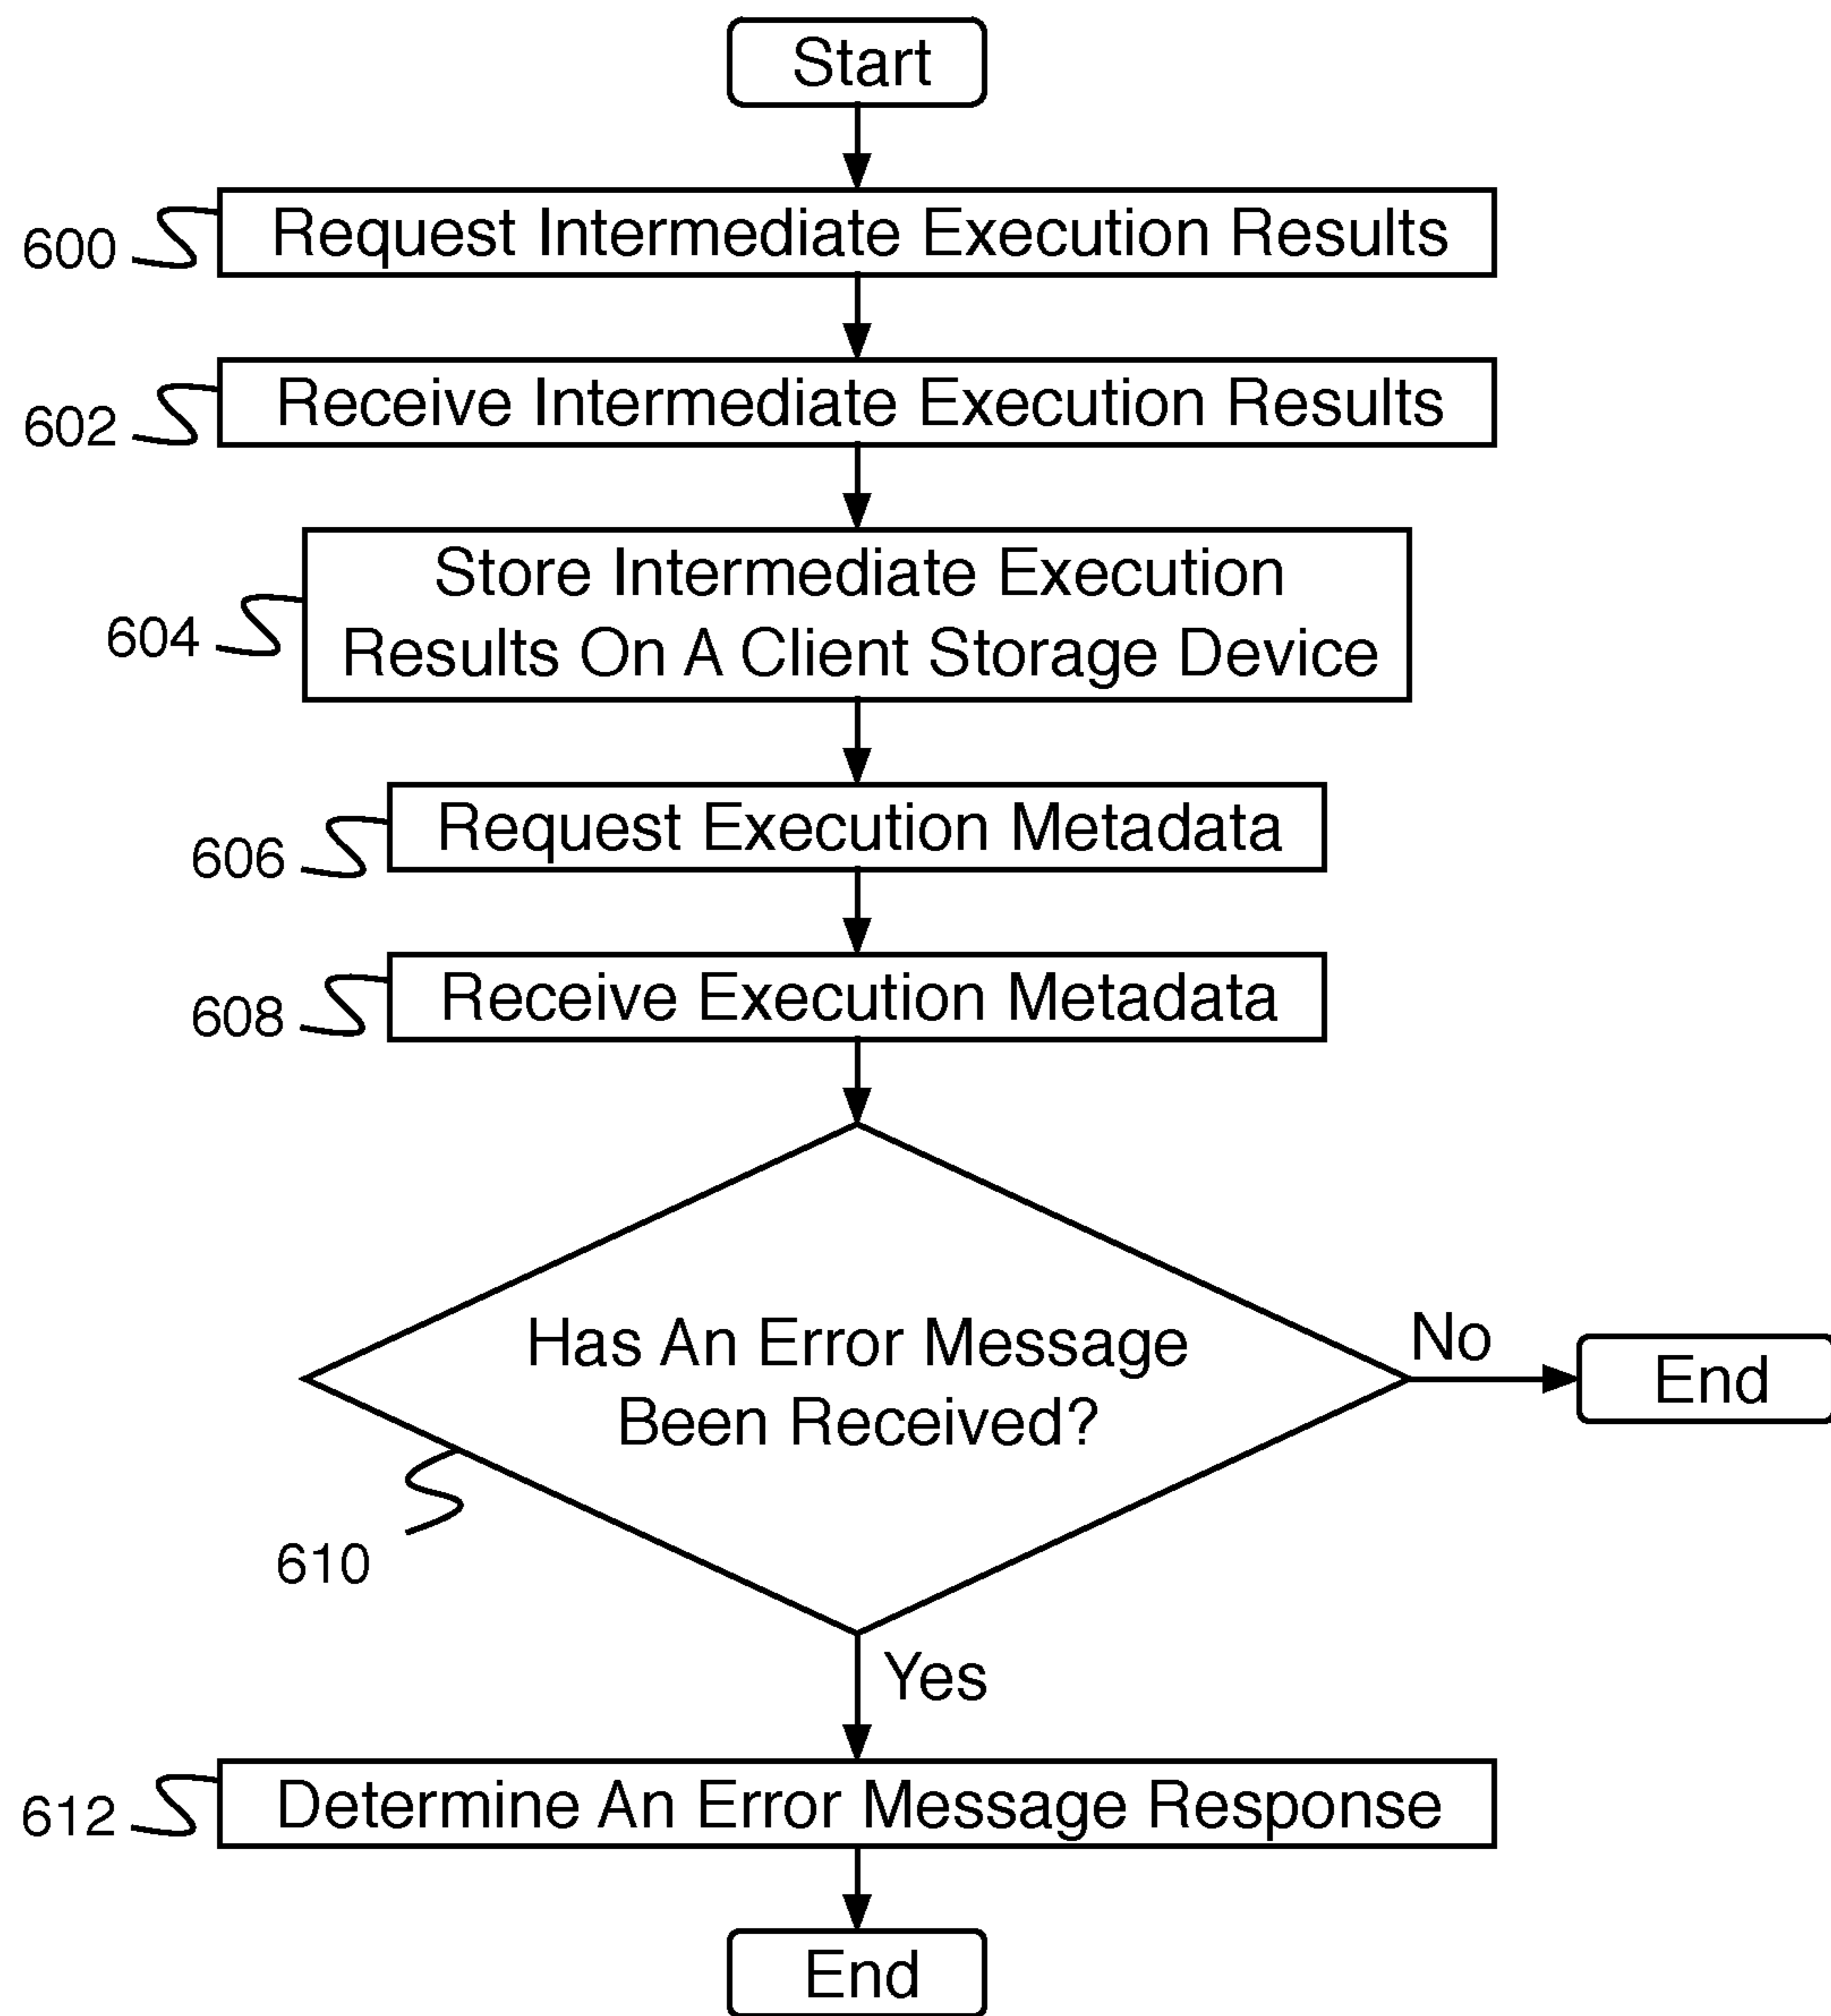 Start
600
Request Intermediate Execution Results
602
Receive Intermediate Execution Results
604
Store Intermediate Execution
Results On A Client Storage Device
606
Request Execution Metadata
608
Receive Execution Metadata
Has An Error Message
Been Received?
No
End
610
Yes
612
Determine An Error Message Response
End